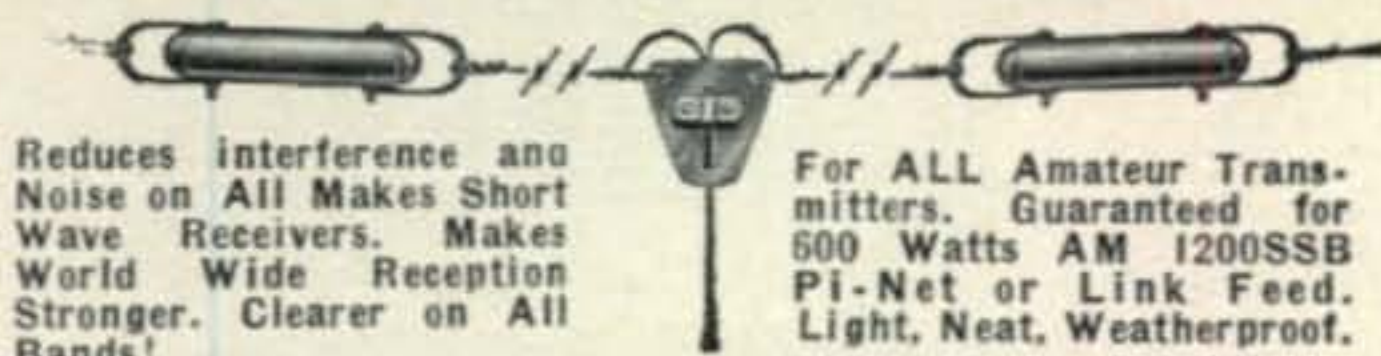 Reduces interference and
Noise on All Makes Short
Wave Receivers. Makes
World Wide Reception
Stronger. Clearer on All
Bands!
For ALL Amateur Trans-
mitters. Guaranteed for
600 Watts AM 1200SSB
Pi-Net or Link Feed.
Light, Neat, Weatherproof.